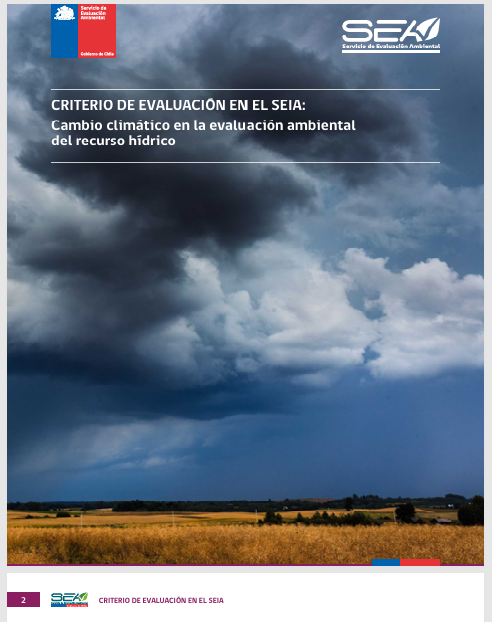 Servicio de
Evaluación
Ambiental
Gobierno de Chile
SEA
Servicio de Evaluación Ambiental
CRITERIO DE EVALUACIÓN EN EL SEIA:
Cambio climático en la evaluación ambiental
del recurso hídrico
2
SEA
CRITERIO DE EVALUACIÓN EN EL SEIA